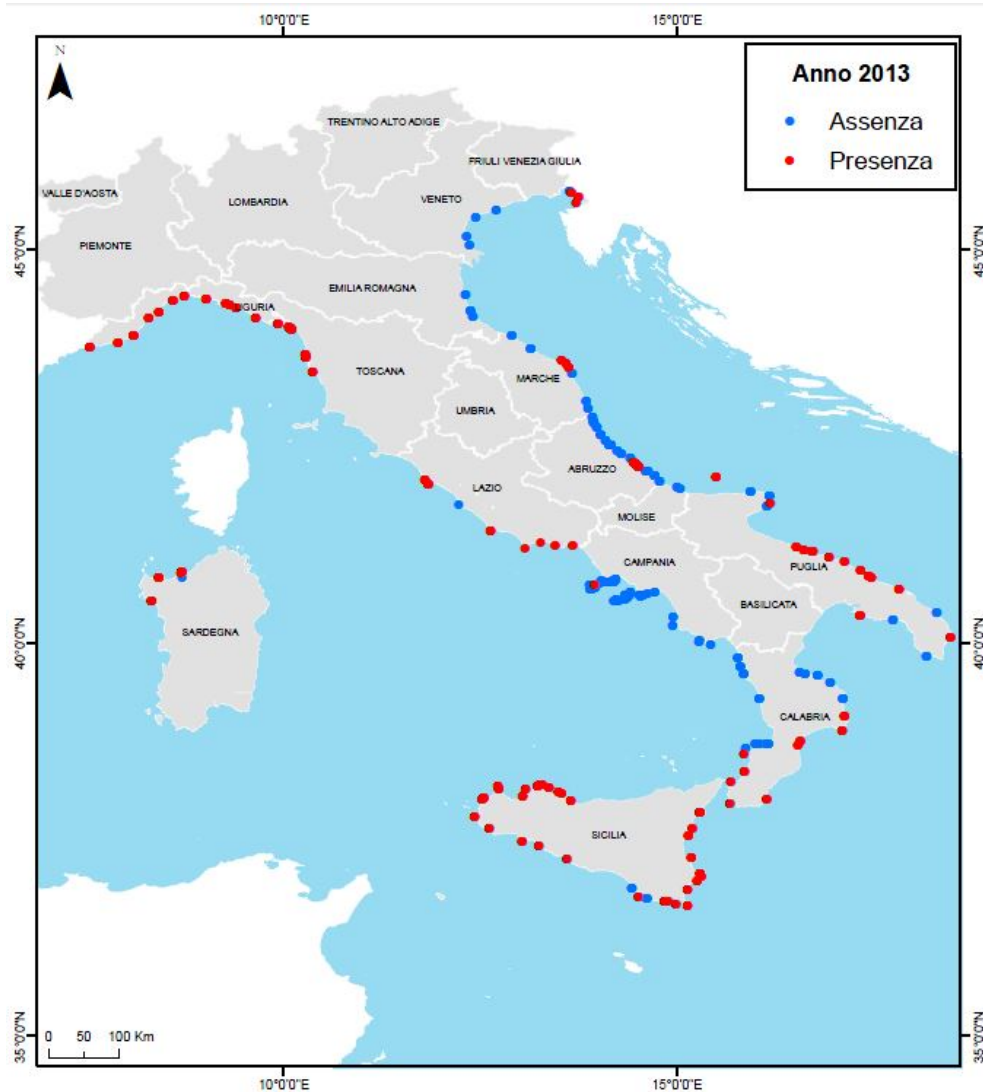 10°0'0"E 15°0'0"E
N
Anno 2013
Assenza
Presenza
TRENTINO ALTO ADIGE
FRIULI VENEZIA GIULIA
VALLE D'AOSTA
LOMBARDIA
VENETO
PIEMONTE
45°0'0"N 45°0'0"N
EMILIA ROMAGNA
IGURIA
TOSCANA
MARCHE
UMBRIA
ABRUZZO
LAZIO
MOLISE
CAMPANIA
PUGLIA
BASILICATA
SARDEGNA
40°0'0"N 40°0'0"N
CALABRIA
SICILIA
0 50 100 Km
35°0'0"N 35°0'0"N
10°0'0"E 15°0'0"E